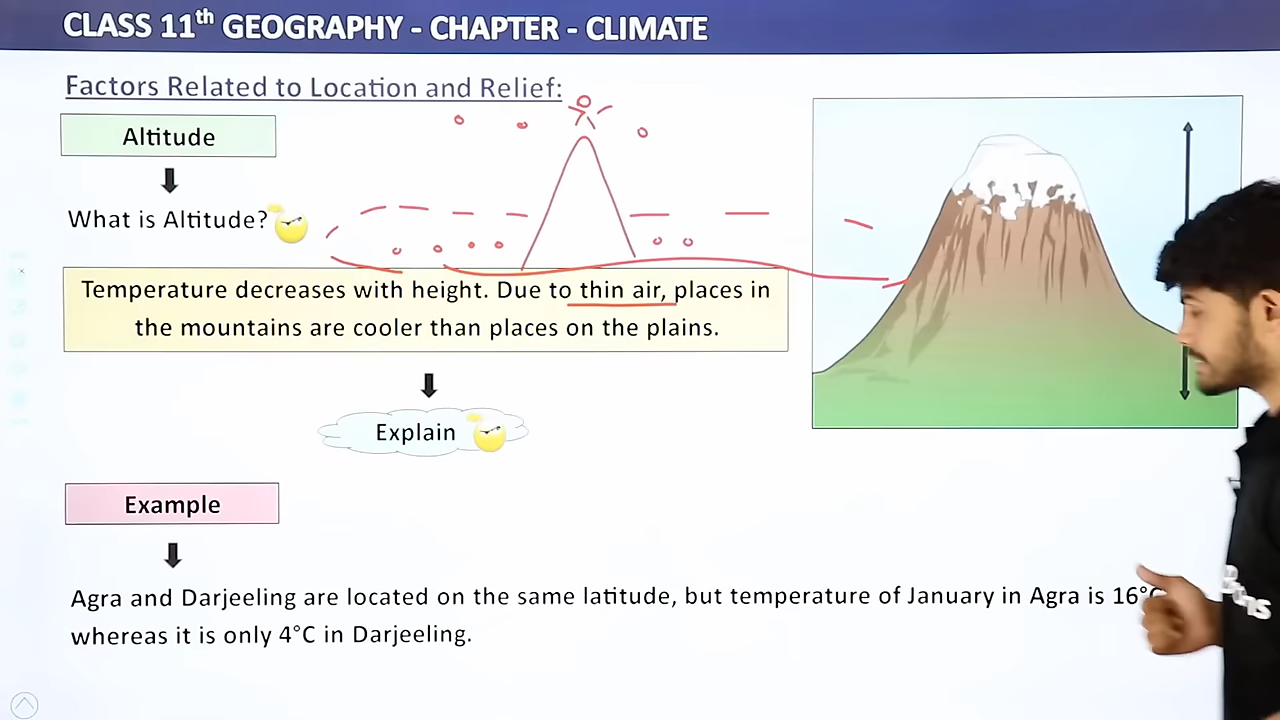 CLASS 11th GEOGRAPHY - CHAPTER - CLIMATE
Factors Related to Location and Relief:
Altitude
What is Altitude?
Temperature decreases with height. Due to thin air, places in
the mountains are cooler than places on the plains.
Explain
Example
Agra and Darjeeling are located on the same latitude, but temperature of January in Agra is 16°C
whereas it is only 4°C in Darjeeling.